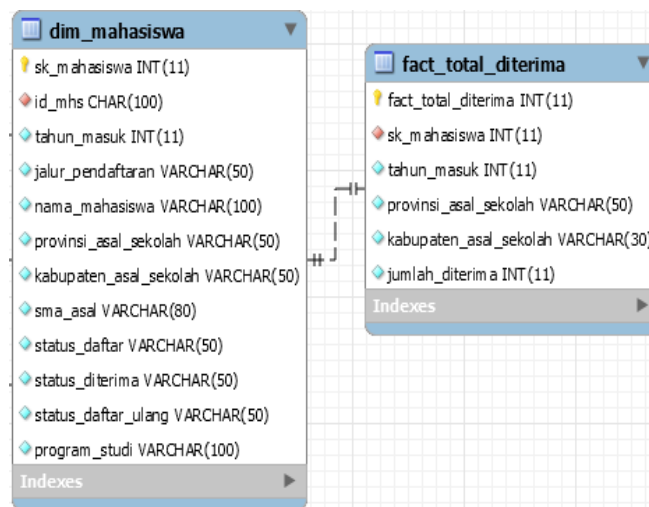 dim_mahasiswa
sk_mahasiswa INT(11)
id_mhs CHAR(100)
tahun_masuk INT(11)
jalur_pendaftaran VARCHAR(50)
nama_mahasiswa VARCHAR(100)
provinsi_asal_sekolah VARCHAR(50)
kabupaten_asal_sekolah VARCHAR(50)
sma_asal VARCHAR(80)
status_daftar VARCHAR(50)
status_diterima VARCHAR(50)
status_daftar_ulang VARCHAR(50)
program_studi VARCHAR(100)
Indexes
fact_total_diterima
fact_total_diterima INT(11)
sk_mahasiswa INT(11)
tahun_masuk INT(11)
provinsi_asal_sekolah VARCHAR(50)
kabupaten_asal_sekolah VARCHAR(30)
jumlah_diterima INT(11)
Indexes